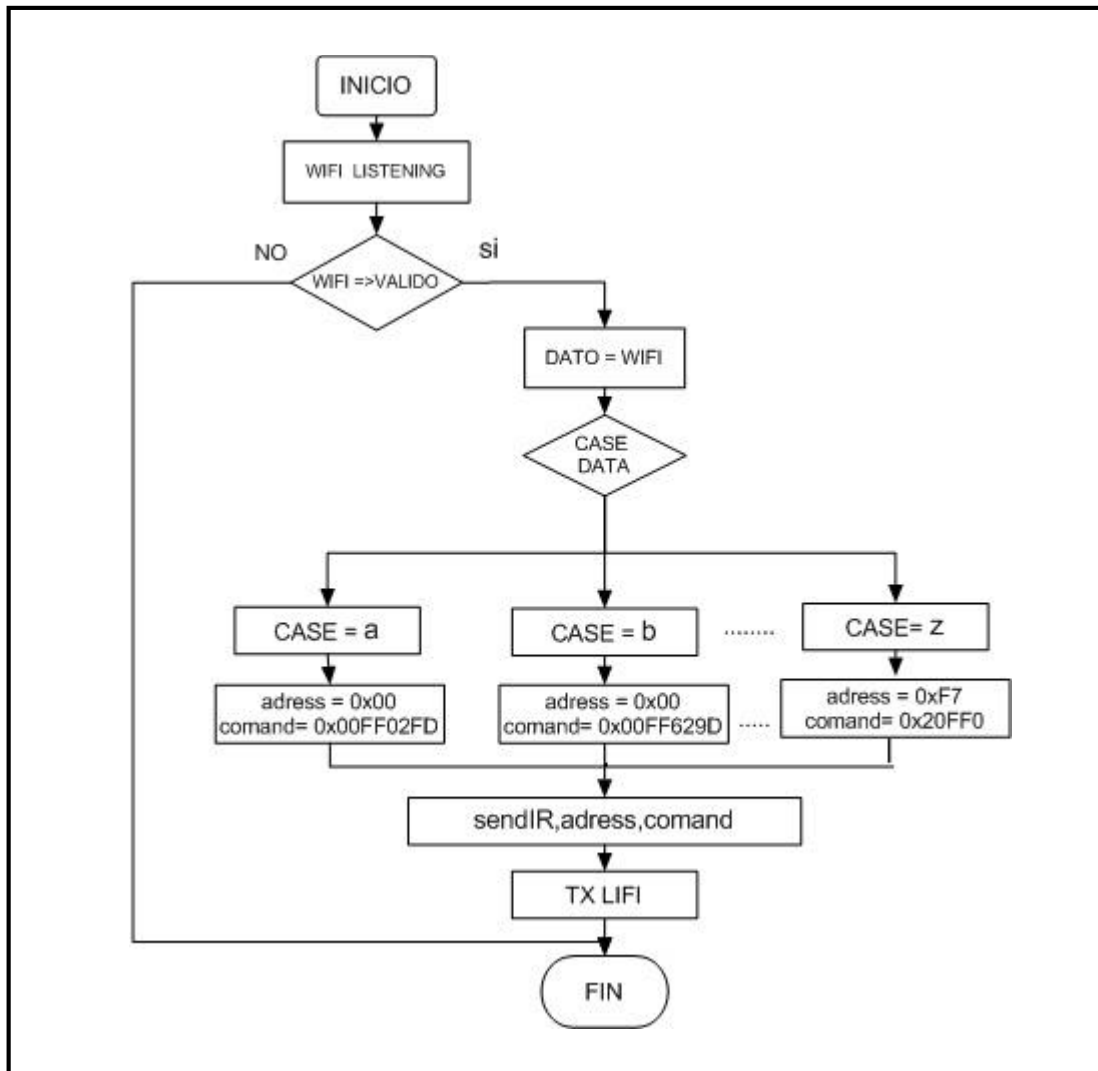 INICIO
WIFI LISTENING
NO
si
WIFI =>VALIDO
DATO = WIFI
CASE
DATA
CASE = a
CASE = b
........
CASE= z
adress = 0x00
comand= 0x00FF02FD
adress = 0x00
comand= 0x00FF629D
.....
adress = 0xF7
comand= 0x20FF0
sendIR,adress,comand
TX LIFI
FIN